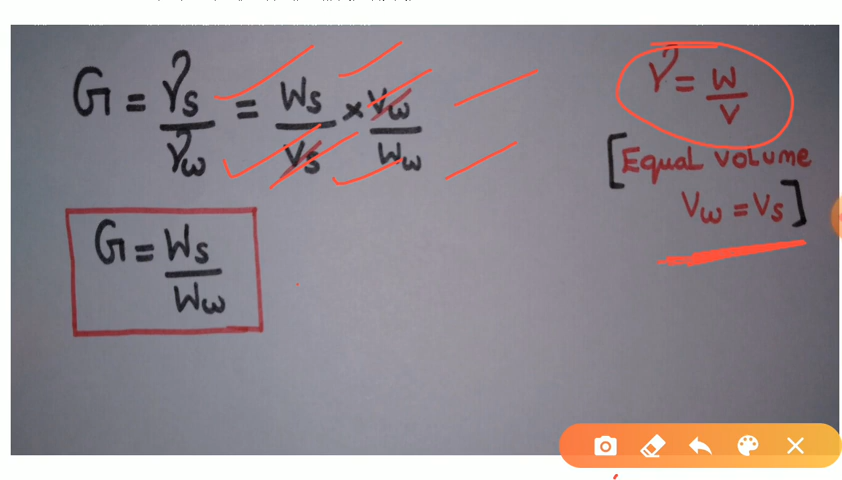 G = γs/γw = Ws/Vs × Vw/Ww
γ = W/V
[Equal volume
Vw = Vs]
G = Ws/Ww